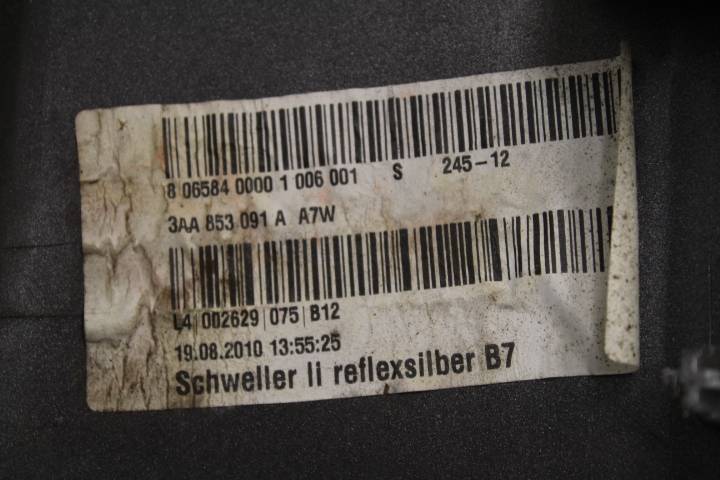 8 06584 0000 1 006 001 S 245-12
3AA 853 091 A A7W
L4|002629|075|B12
19.08.2010 13:55:25
Schweller li reflexsilber B7